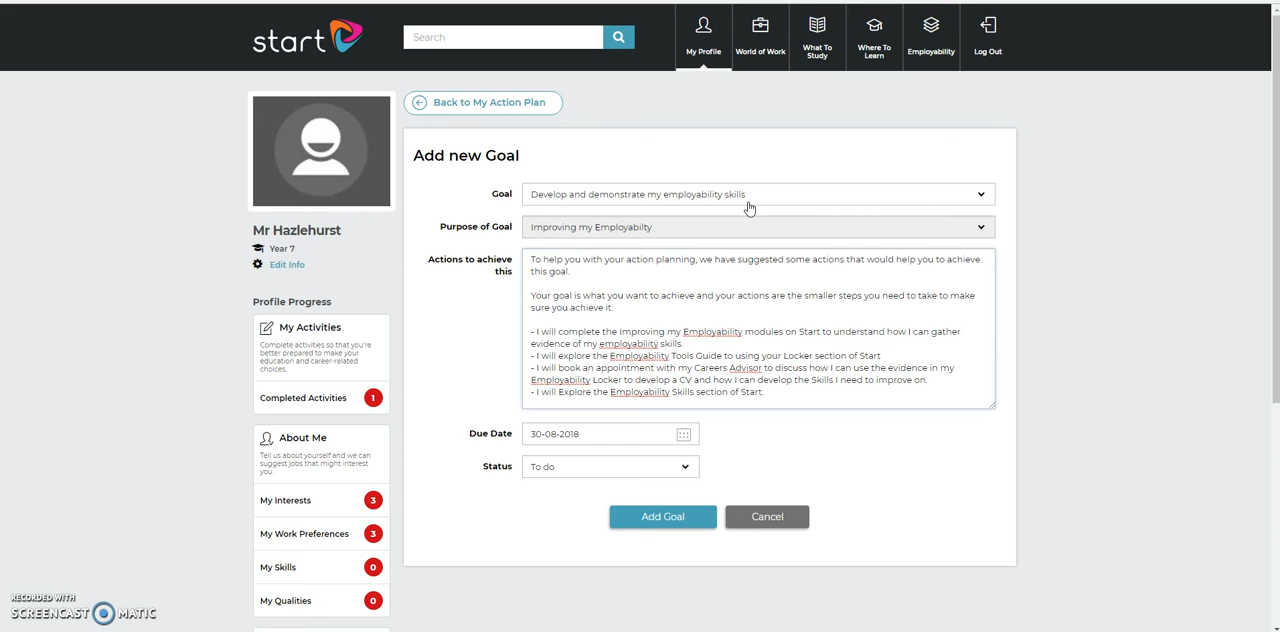 start
Search
My Profile
World of Work
What To
Study
Where To
Learn
Employability
Log Out
Back to My Action Plan
Mr Hazlehurst
Year 7
Edit Info
Profile Progress
My Activities
Complete activities so that you're
better prepared to make your
education and career-related
choices.
Completed Activities 1
About Me
Tell us about yourself and we can
suggest jobs that might interest
you.
My Interests 3
My Work Preferences 3
My Skills 0
My Qualities 0
Add new Goal
Goal Develop and demonstrate my employability skills
Purpose of Goal Improving my Employabilty
Actions to achieve
this
To help you with your action planning, we have suggested some actions that would help you to achieve
this goal.
Your goal is what you want to achieve and your actions are the smaller steps you need to take to make
sure you achieve it.
- I will complete the Improving my Employability modules on Start to understand how I can gather
evidence of my employability skills.
- I will explore the Employability Tools Guide to using your Locker section of Start
- I will book an appointment with my Careers Advisor to discuss how I can use the evidence in my
Employability Locker to develop a CV and how I can develop the Skills I need to improve on.
- I will Explore the Employability Skills section of Start.
Due Date 30-08-2018
Status To do
Add Goal
Cancel
RECORDED WITH
SCREENCAST MATIC